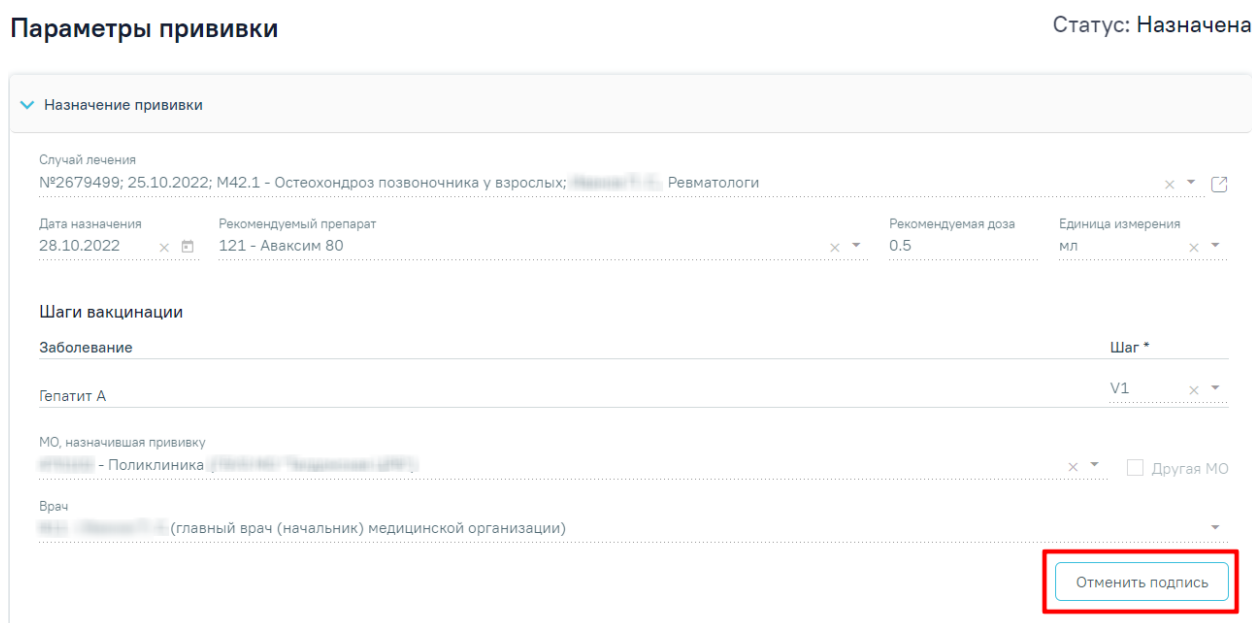 Параметры прививки
Статус: Назначена
Назначение прививки
Случай лечения
№2679499; 25.10.2022; M42.1 - Остеохондроз позвоночника у взрослых; Ревматологи
Дата назначения Рекомендуемый препарат Рекомендуемая доза Единица измерения
28.10.2022 121 - Аваксим 80 0.5 мл
Шаги вакцинации
Заболевание Шаг *
Гепатит А V1
МО, назначившая прививку
- Поликлиника
Другая МО
Врач
(главный врач (начальник) медицинской организации)
Отменить подпись